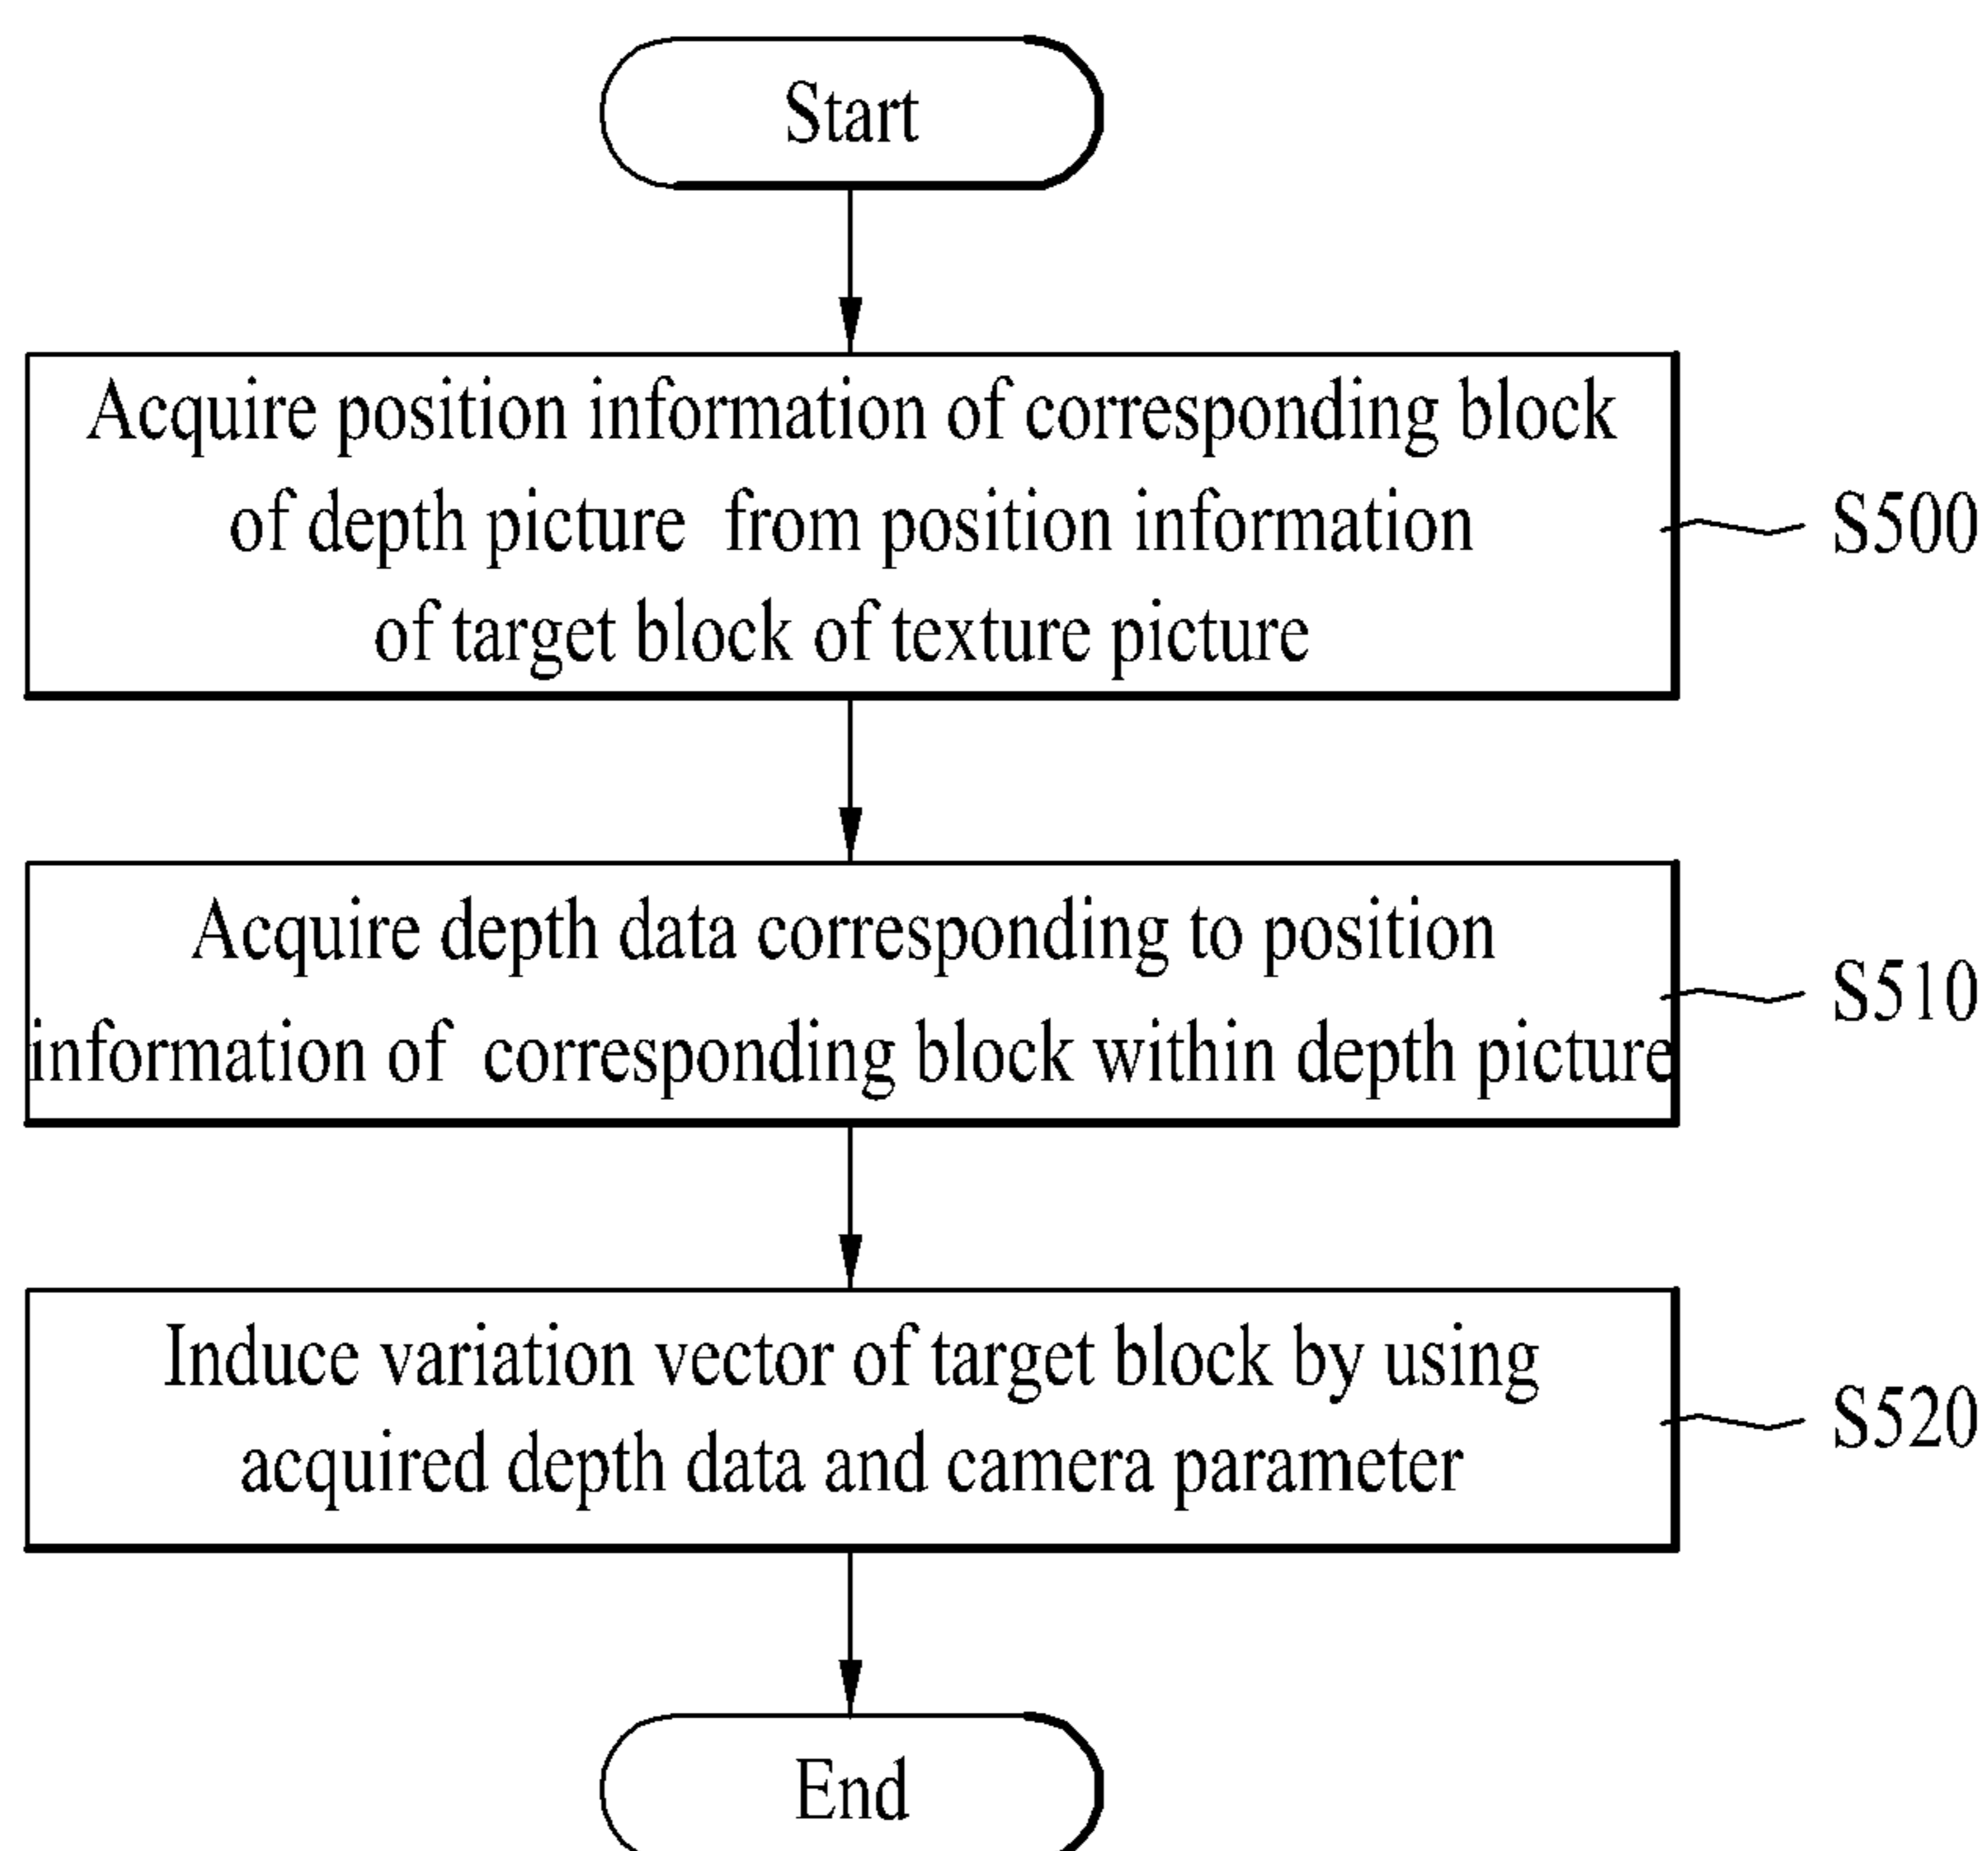 Start
Acquire position information of corresponding block
of depth picture from position information
of target block of texture picture
S500
Acquire depth data corresponding to position
information of corresponding block within depth picture
S510
Induce variation vector of target block by using
acquired depth data and camera parameter
S520
End